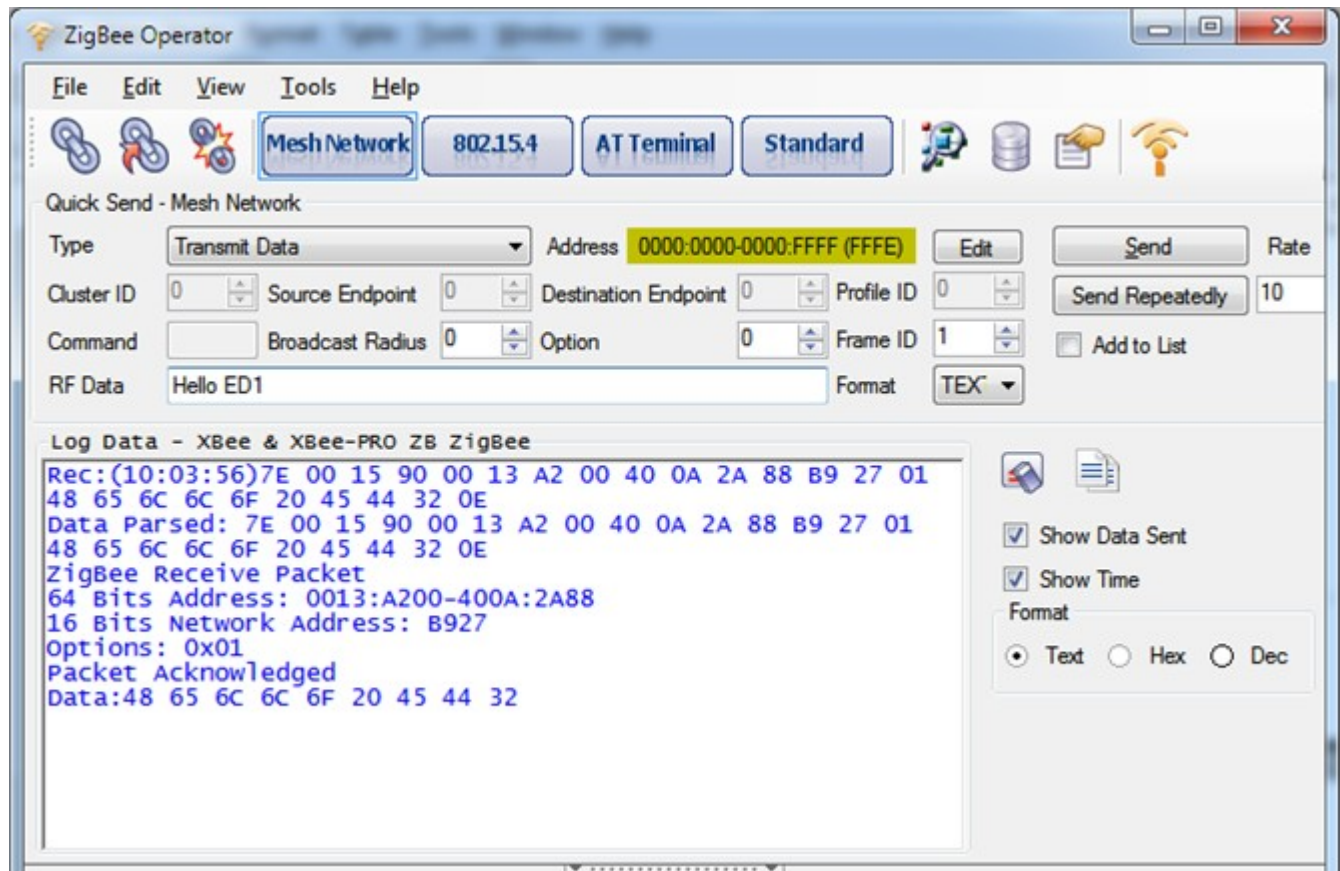 ZigBee Operator
File Edit View Tools Help
Mesh Network 802.15.4 AT Terminal Standard
Quick Send - Mesh Network
Type Transmit Data Address 0000:0000-0000:FFFF (FFFE) Edit Send Rate
Cluster ID 0 Source Endpoint 0 Destination Endpoint 0 Profile ID 0 Send Repeatedly 10
Command Broadcast Radius 0 Option 0 Frame ID 1 Add to List
RF Data Hello ED1 Format TEXT
Log Data - XBee & XBee-PRO ZB ZigBee
Rec:(10:03:56)7E 00 15 90 00 13 A2 00 40 0A 2A 88 B9 27 01
48 65 6C 6C 6F 20 45 44 32 0E
Data Parsed: 7E 00 15 90 00 13 A2 00 40 0A 2A 88 B9 27 01
48 65 6C 6C 6F 20 45 44 32 0E
ZigBee Receive Packet
64 Bits Address: 0013:A200-400A:2A88
16 Bits Network Address: B927
Options: 0x01
Packet Acknowledged
Data:48 65 6C 6C 6F 20 45 44 32
Show Data Sent
Show Time
Format
Text Hex Dec